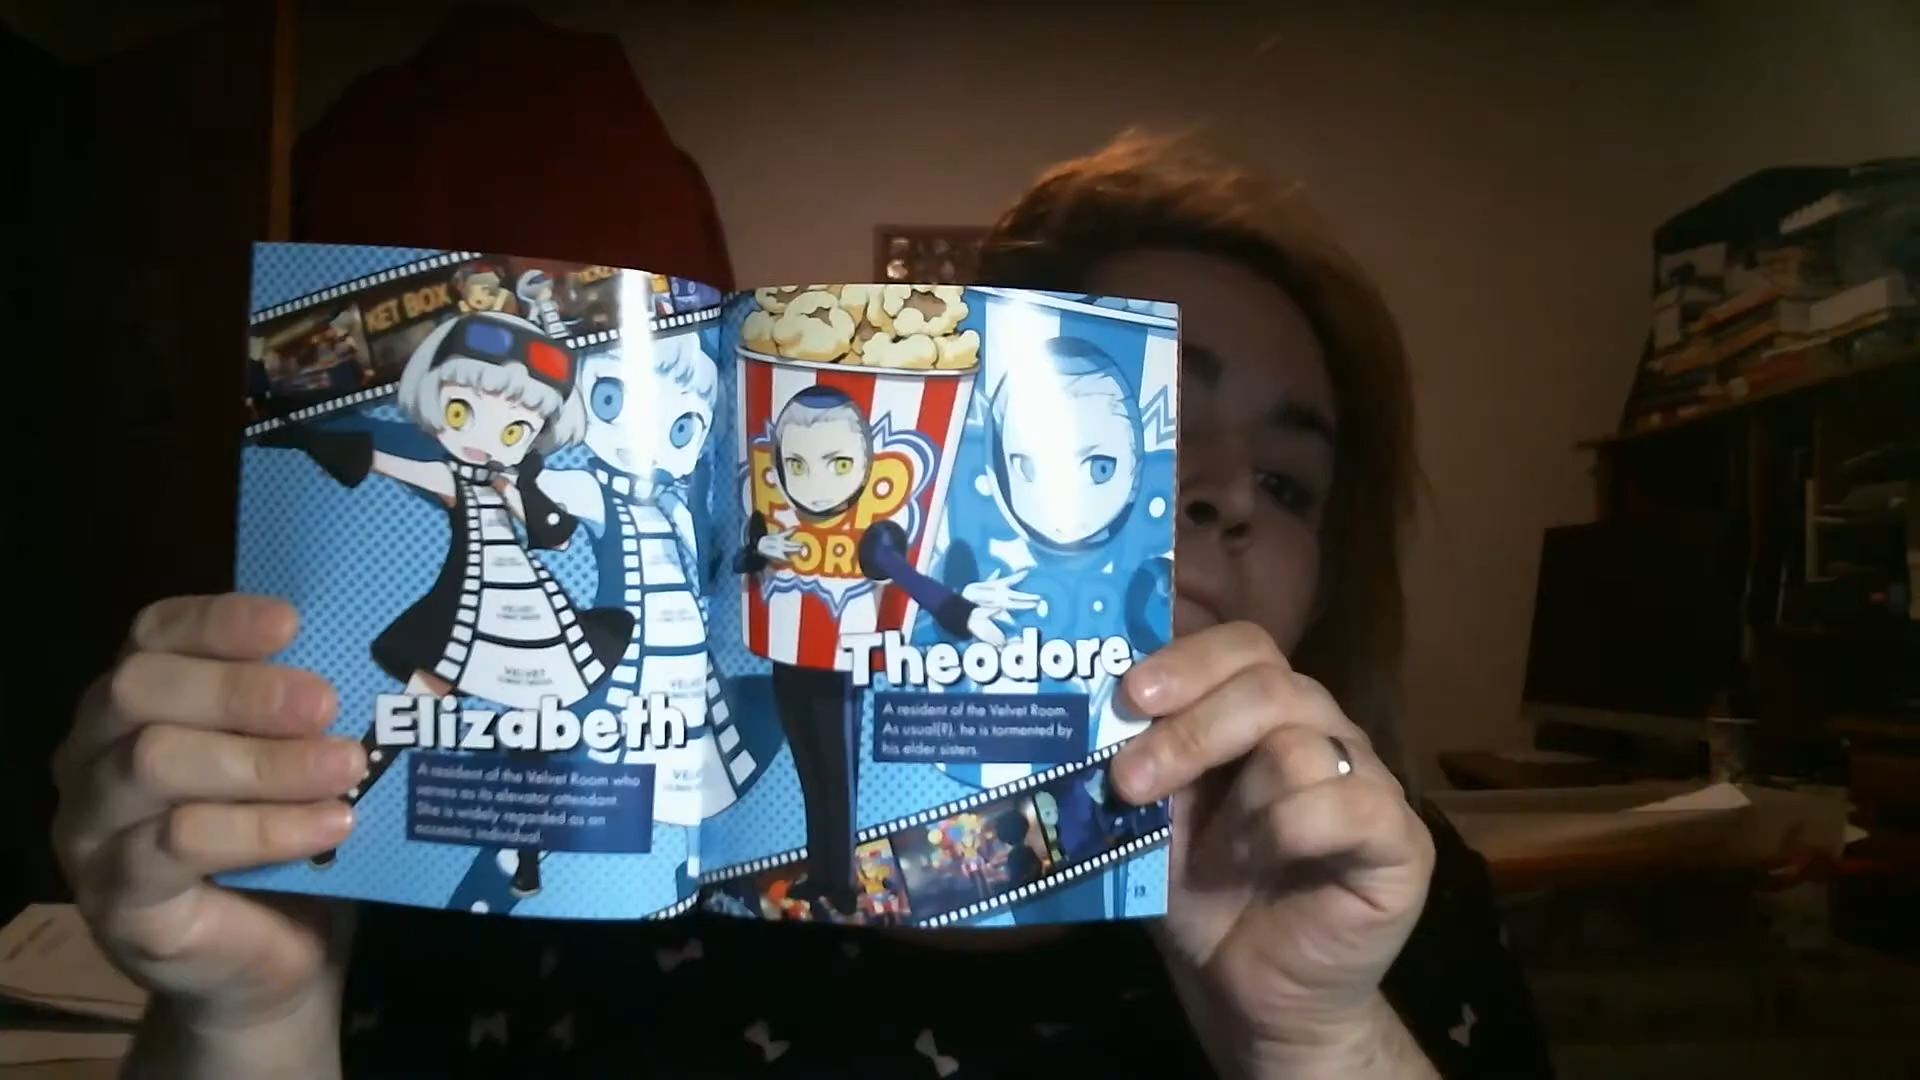 KET BOX
VELVET
VELVET
Elizabeth
A resident of the Velvet Room who
serves as its elevator attendant.
She is widely regarded as an
eccentric individual.
POP
CORN
Theodore
A resident of the Velvet Room.
As usual(?), he is tormented by
his elder sisters.
13